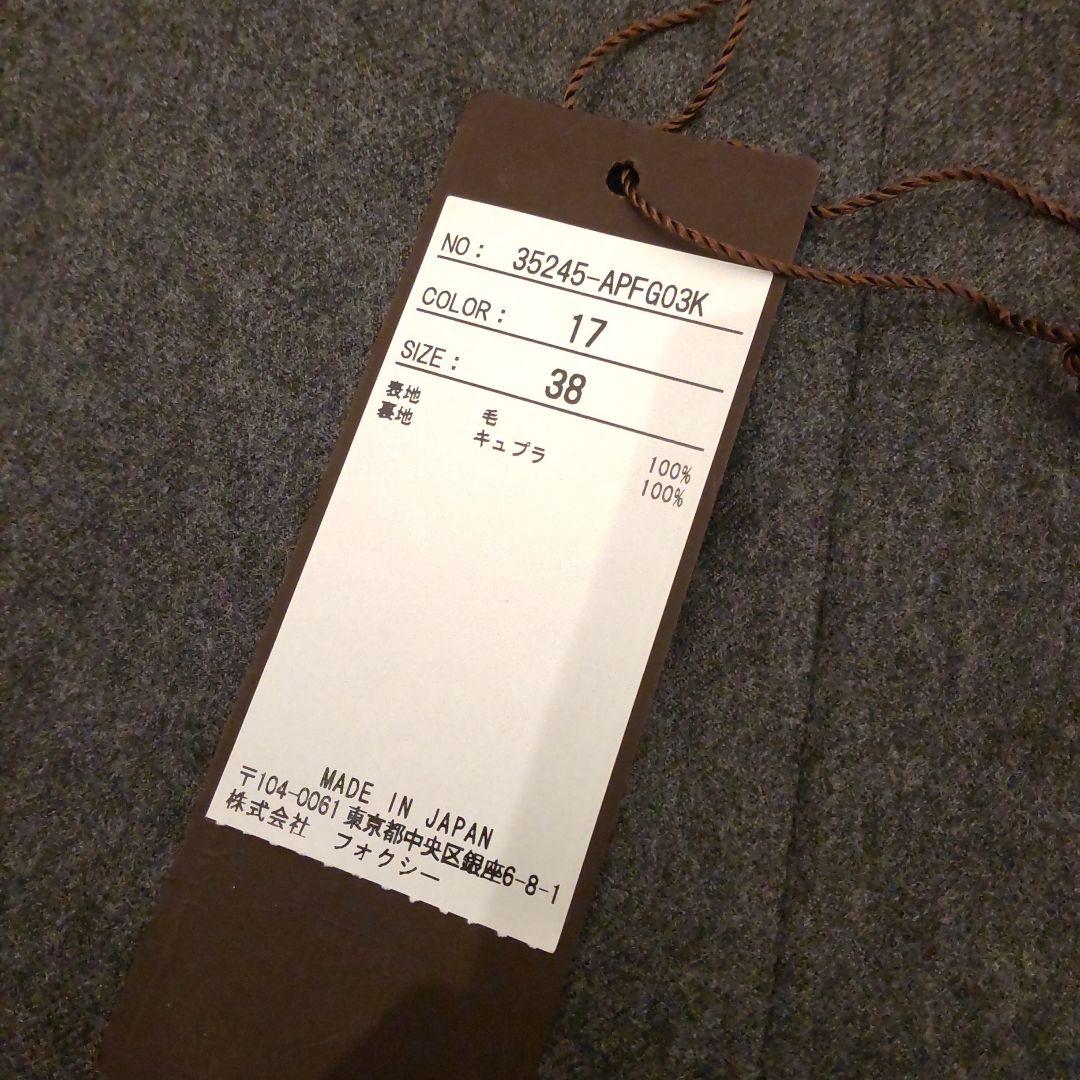 NO: 35245-APFG03K
COLOR: 17
SIZE: 38
表地 毛 100%
裏地 キュプラ 100%
MADE IN JAPAN
〒104-0061 東京都中央区銀座6-8-1
株式会社 フォクシー